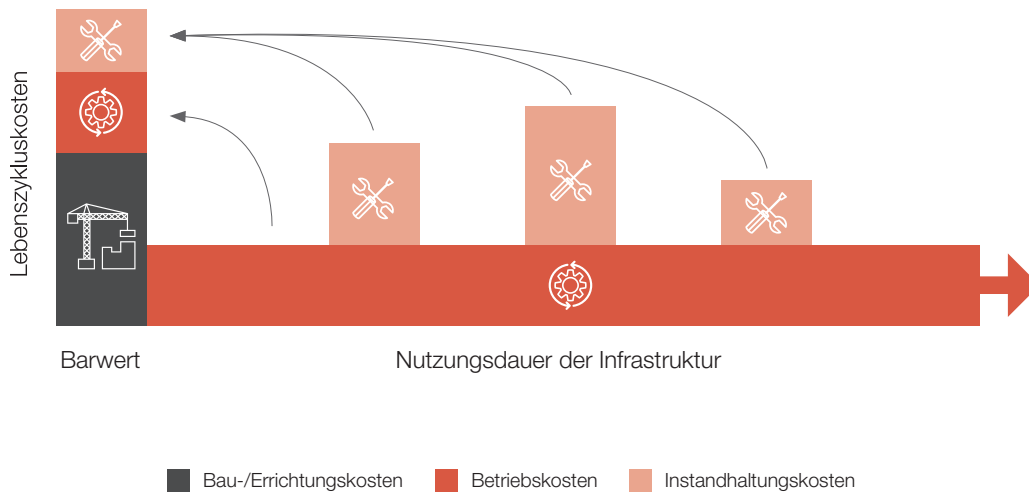 Lebenszykluskosten
Barwert
Nutzungsdauer der Infrastruktur
Bau-/Errichtungskosten
Betriebskosten
Instandhaltungskosten